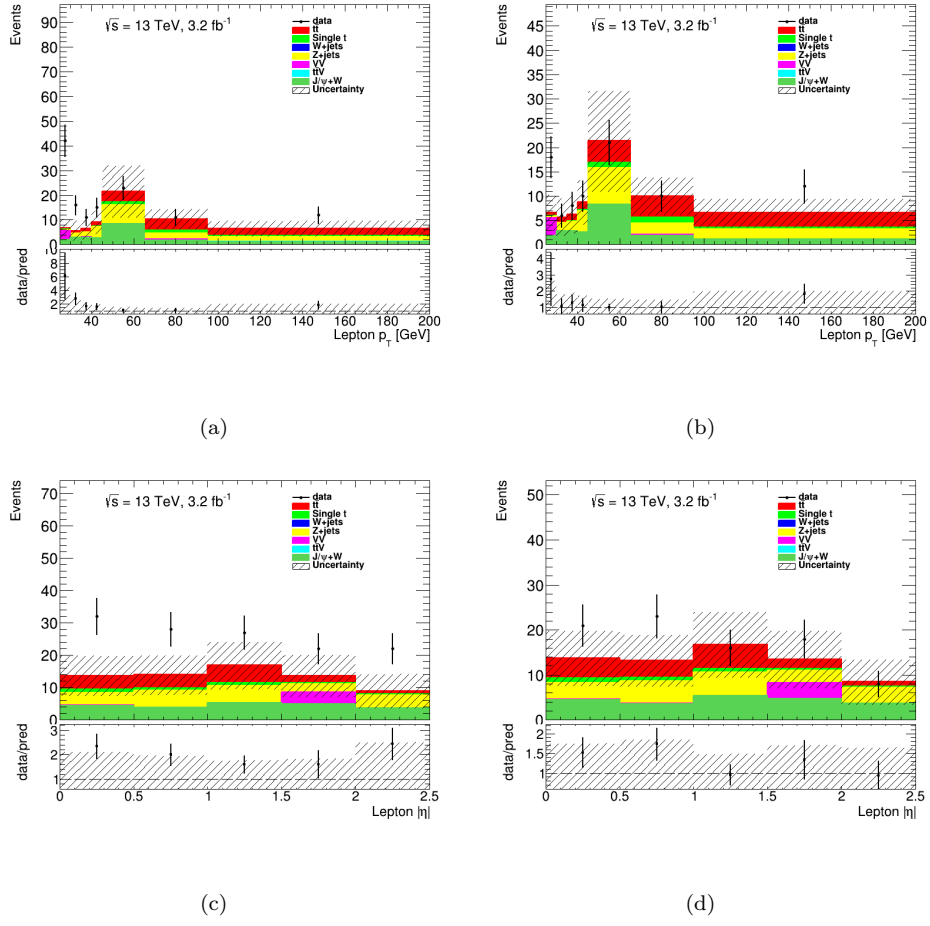 Events
√s = 13 TeV, 3.2 fb⁻¹
data
tt
Single t
W+jets
Z+jets
VV
ttV
J/ψ+W
Uncertainty
90
80
70
60
50
40
30
20
10
0
data/pred
8
6
4
2
40 60 80 100 120 140 160 180 200
Lepton p_T [GeV]
(a)
Events
√s = 13 TeV, 3.2 fb⁻¹
data
tt
Single t
W+jets
Z+jets
VV
ttV
J/ψ+W
Uncertainty
45
40
35
30
25
20
15
10
5
0
data/pred
4
3
2
1
40 60 80 100 120 140 160 180 200
Lepton p_T [GeV]
(b)
Events
√s = 13 TeV, 3.2 fb⁻¹
data
tt
Single t
W+jets
Z+jets
VV
ttV
J/ψ+W
Uncertainty
70
60
50
40
30
20
10
0
data/pred
3
2
1
0 0.5 1 1.5 2 2.5
Lepton |η|
(c)
Events
√s = 13 TeV, 3.2 fb⁻¹
data
tt
Single t
W+jets
Z+jets
VV
ttV
J/ψ+W
Uncertainty
50
40
30
20
10
0
data/pred
2
1.5
1
0 0.5 1 1.5 2 2.5
Lepton |η|
(d)